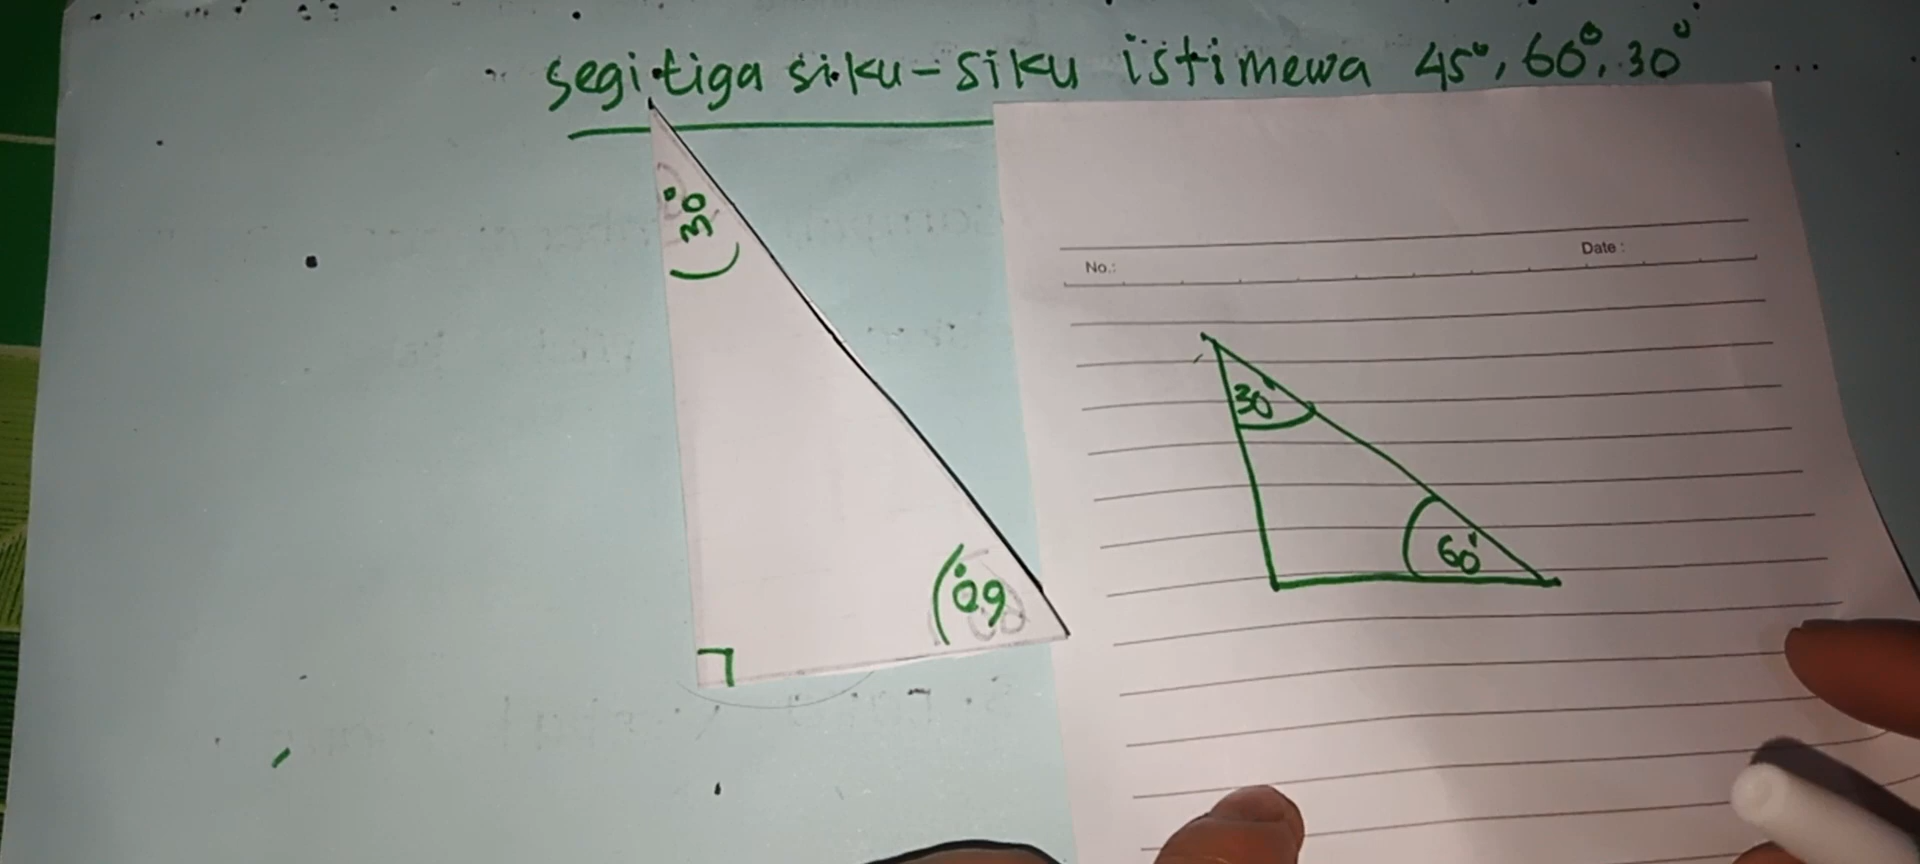 segitiga siku-siku istimewa 45°, 60°, 30°
30°
60°
No.:
Date :
30°
60°